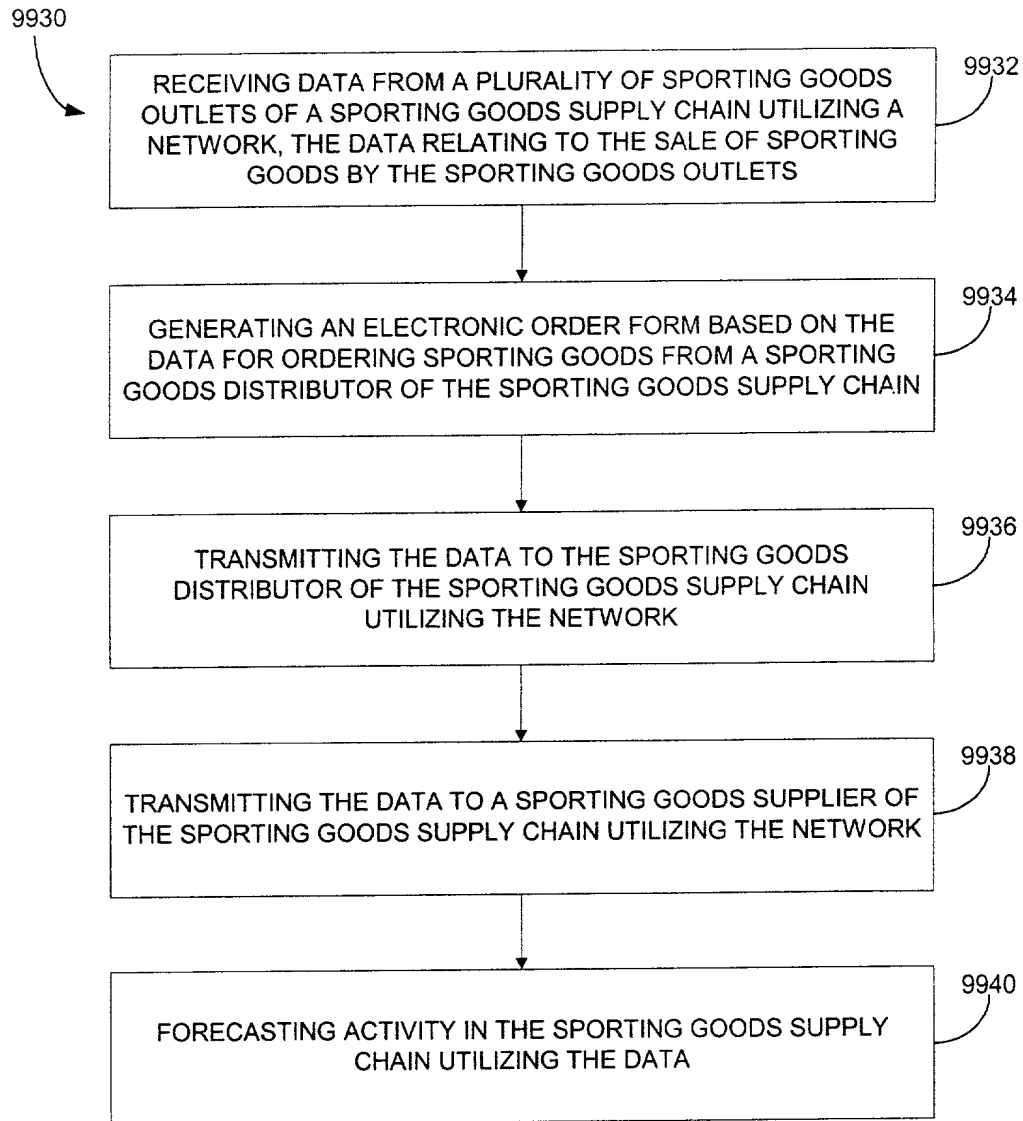 9930
9932
RECEIVING DATA FROM A PLURALITY OF SPORTING GOODS
OUTLETS OF A SPORTING GOODS SUPPLY CHAIN UTILIZING A
NETWORK, THE DATA RELATING TO THE SALE OF SPORTING
GOODS BY THE SPORTING GOODS OUTLETS
9934
GENERATING AN ELECTRONIC ORDER FORM BASED ON THE
DATA FOR ORDERING SPORTING GOODS FROM A SPORTING
GOODS DISTRIBUTOR OF THE SPORTING GOODS SUPPLY CHAIN
9936
TRANSMITTING THE DATA TO THE SPORTING GOODS
DISTRIBUTOR OF THE SPORTING GOODS SUPPLY CHAIN
UTILIZING THE NETWORK
9938
TRANSMITTING THE DATA TO A SPORTING GOODS SUPPLIER OF
THE SPORTING GOODS SUPPLY CHAIN UTILIZING THE NETWORK
9940
FORECASTING ACTIVITY IN THE SPORTING GOODS SUPPLY
CHAIN UTILIZING THE DATA